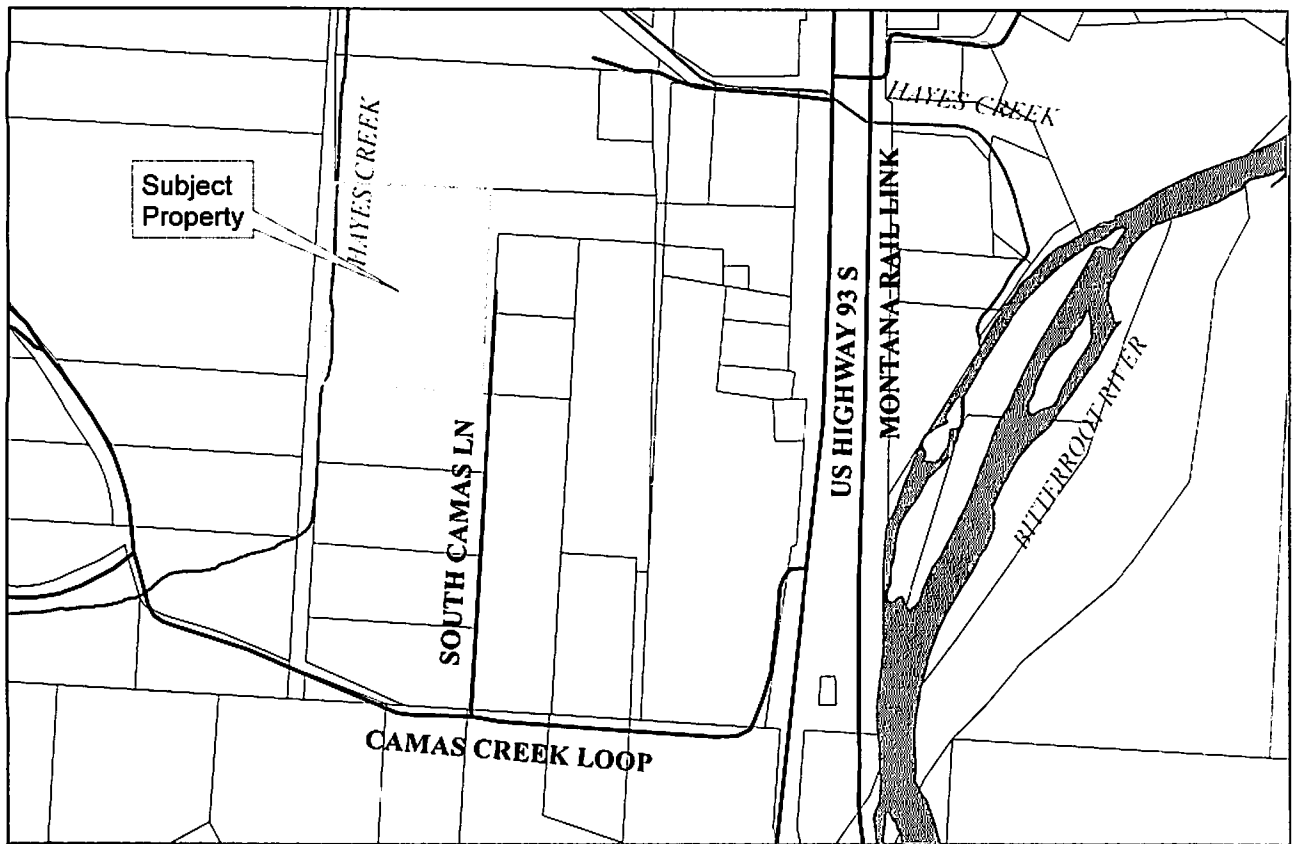 HAYES CREEK
HAYES CREEK
Subject
Property
MONTANA RAIL LINK
US HIGHWAY 93 S
BITTERROOT RIVER
SOUTH CAMAS LN
CAMAS CREEK LOOP